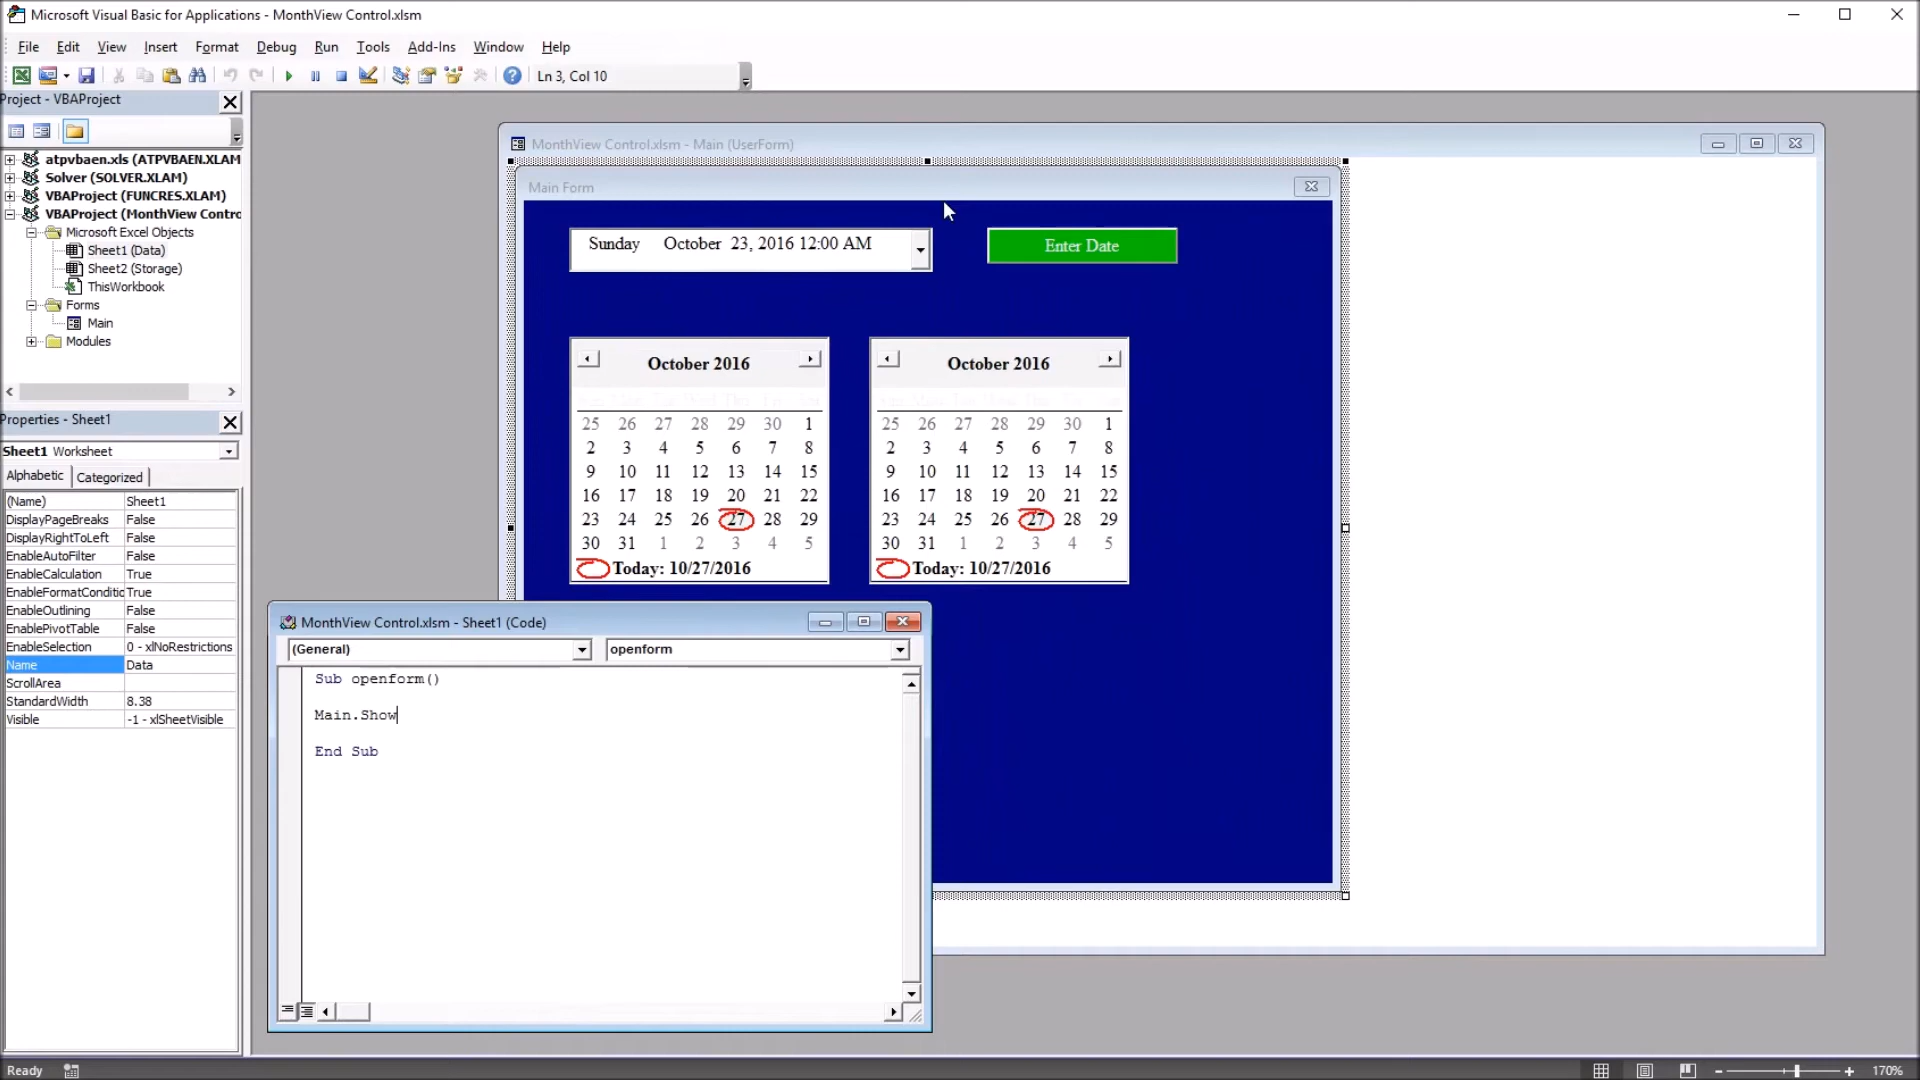 Microsoft Visual Basic for Applications - MonthView Control.xlsm
File Edit View Insert Format Debug Run Tools Add-Ins Window Help
Ln 3, Col 10
Project - VBAProject
atpvbaen.xls (ATPVBAEN.XLAM
Solver (SOLVER.XLAM)
VBAProject (FUNCRES.XLAM)
VBAProject (MonthView Contro
Microsoft Excel Objects
Sheet1 (Data)
Sheet2 (Storage)
ThisWorkbook
Forms
Main
Modules
Properties - Sheet1
Sheet1 Worksheet
Alphabetic Categorized
(Name) Sheet1
DisplayPageBreaks False
DisplayRightToLeft False
EnableAutoFilter False
EnableCalculation True
EnableFormatConditio True
EnableOutlining False
EnablePivotTable False
EnableSelection 0 - xlNoRestrictions
Name Data
ScrollArea
StandardWidth 8.38
Visible -1 - xlSheetVisible
MonthView Control.xlsm - Main (UserForm)
Main Form
Sunday October 23, 2016 12:00 AM
Enter Date
October 2016
25 26 27 28 29 30 1
2 3 4 5 6 7 8
9 10 11 12 13 14 15
16 17 18 19 20 21 22
23 24 25 26 27 28 29
30 31 1 2 3 4 5
Today: 10/27/2016
October 2016
25 26 27 28 29 30 1
2 3 4 5 6 7 8
9 10 11 12 13 14 15
16 17 18 19 20 21 22
23 24 25 26 27 28 29
30 31 1 2 3 4 5
Today: 10/27/2016
MonthView Control.xlsm - Sheet1 (Code)
(General) openform
Sub openform()
Main.Show
End Sub
Ready
170%